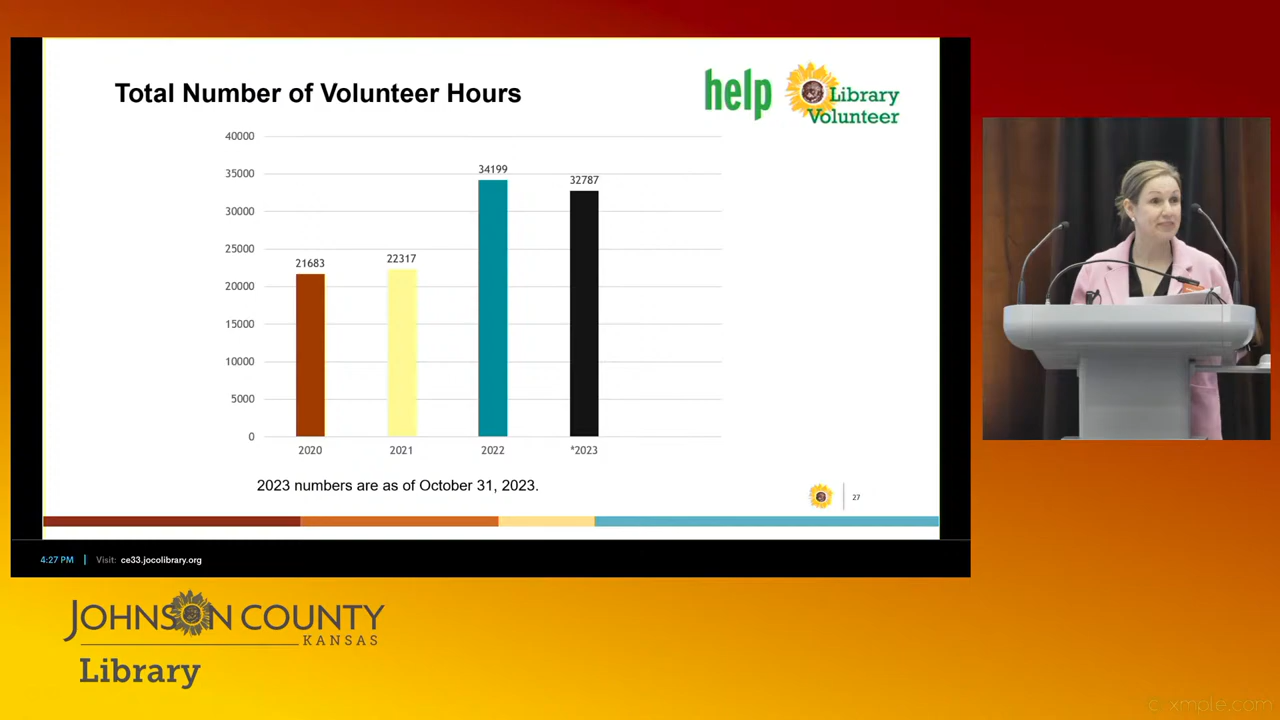 Total Number of Volunteer Hours
help
Library
Volunteer
40000
35000
30000
25000
20000
15000
10000
5000
0
21683
22317
34199
32787
2020
2021
2022
*2023
2023 numbers are as of October 31, 2023.
27
4:27 PM | Visit: ce33.jocolibrary.org
JOHNSON COUNTY
KANSAS
Library